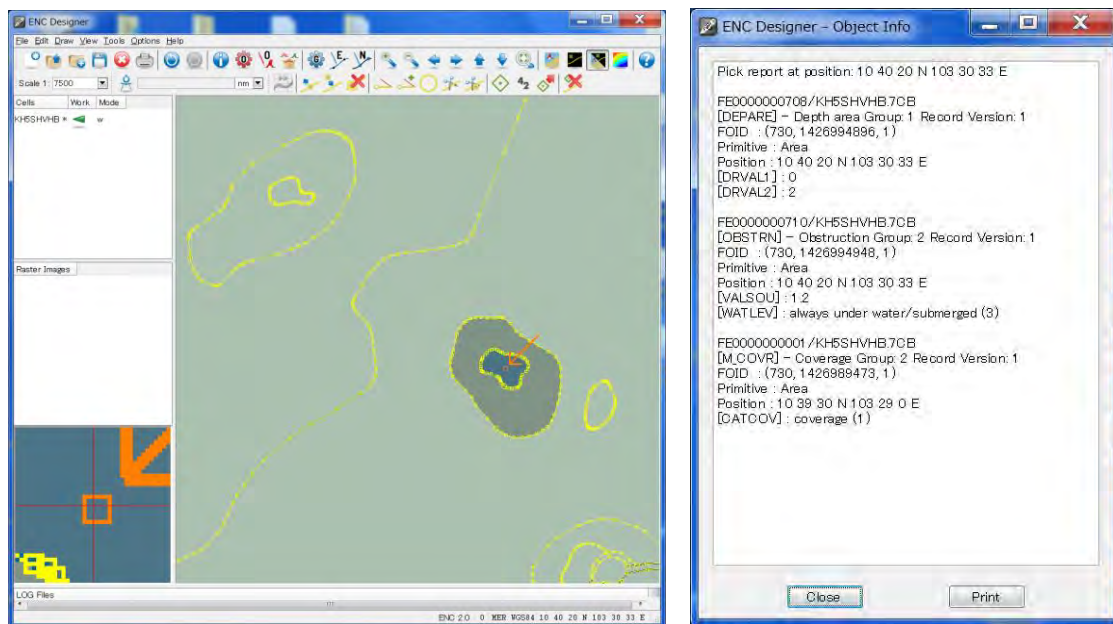 ENC Designer
File Edit Draw View Tools Options Help
Scale 1: 7500
nm
Cells Work Mode
KH5SHVHB * w
Raster Images
LOG Files
ENC 2.0 0 MER WGS84 10 40 20 N 103 30 33 E
ENC Designer - Object Info
Pick report at position: 10 40 20 N 103 30 33 E
FE0000000708/KH5SHVHB.7CB
[DEPARE] - Depth area Group: 1 Record Version: 1
FOID : (730, 1426994896, 1)
Primitive : Area
Position : 10 40 20 N 103 30 33 E
[DRVAL1] : 0
[DRVAL2] : 2
FE0000000710/KH5SHVHB.7CB
[OBSTRN] - Obstruction Group: 2 Record Version: 1
FOID : (730, 1426994948, 1)
Primitive : Area
Position : 10 40 20 N 103 30 33 E
[VALSOU] : 1.2
[WATLEV] : always under water/submerged (3)
FE0000000001/KH5SHVHB.7CB
[M_COVR] - Coverage Group: 2 Record Version: 1
FOID : (730, 1426989473, 1)
Primitive : Area
Position : 10 39 30 N 103 29 0 E
[CATCOV] : coverage (1)
Close Print